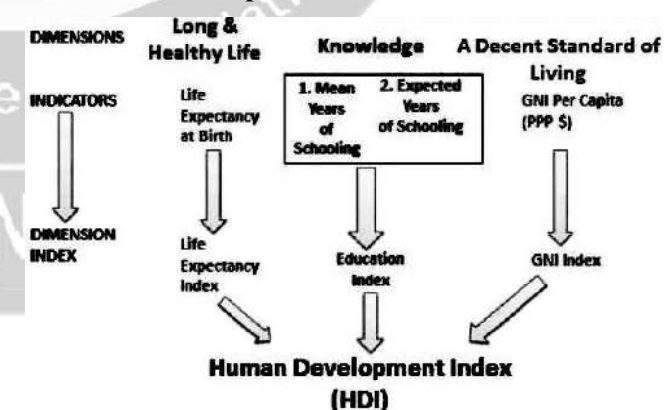 DIMENSIONS
Long &
Healthy Life
Knowledge
A Decent Standard of
Living
INDICATORS
Life
Expectancy
at Birth
1. Mean
Years
of
Schooling
2. Expected
Years
of Schooling
GNI Per Capita
(PPP $)
DIMENSION
INDEX
Life
Expectancy
Index
Education
Index
GNI Index
Human Development Index
(HDI)